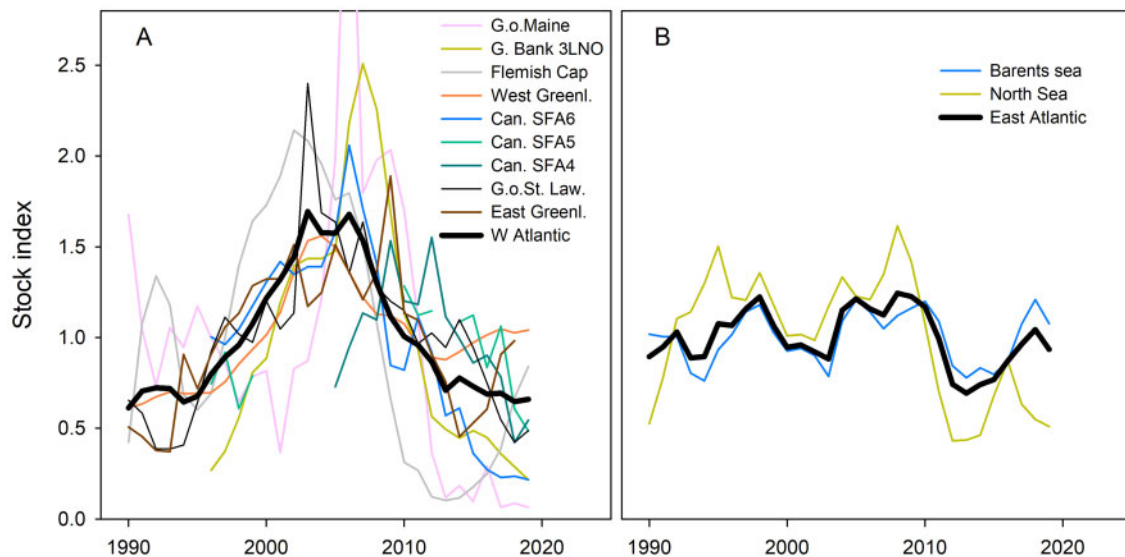 A
G.o.Maine
G. Bank 3LNO
Flemish Cap
West Greenl.
Can. SFA6
Can. SFA5
Can. SFA4
G.o.St. Law.
East Greenl.
W Atlantic
B
Barents sea
North Sea
East Atlantic
Stock index
2.5
2.0
1.5
1.0
0.5
0.0
1990 2000 2010 2020
1990 2000 2010 2020